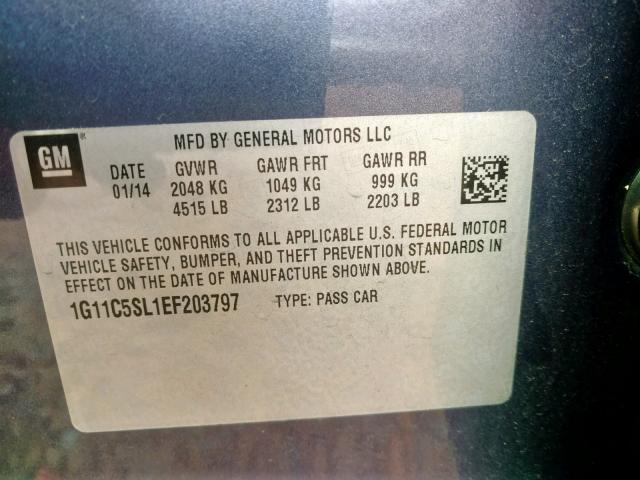 GM
MFD BY GENERAL MOTORS LLC
DATE GVWR GAWR FRT GAWR RR
01/14 2048 KG 1049 KG 999 KG
4515 LB 2312 LB 2203 LB
THIS VEHICLE CONFORMS TO ALL APPLICABLE U.S. FEDERAL MOTOR
VEHICLE SAFETY, BUMPER, AND THEFT PREVENTION STANDARDS IN
EFFECT ON THE DATE OF MANUFACTURE SHOWN ABOVE.
1G11C5SL1EF203797 TYPE: PASS CAR